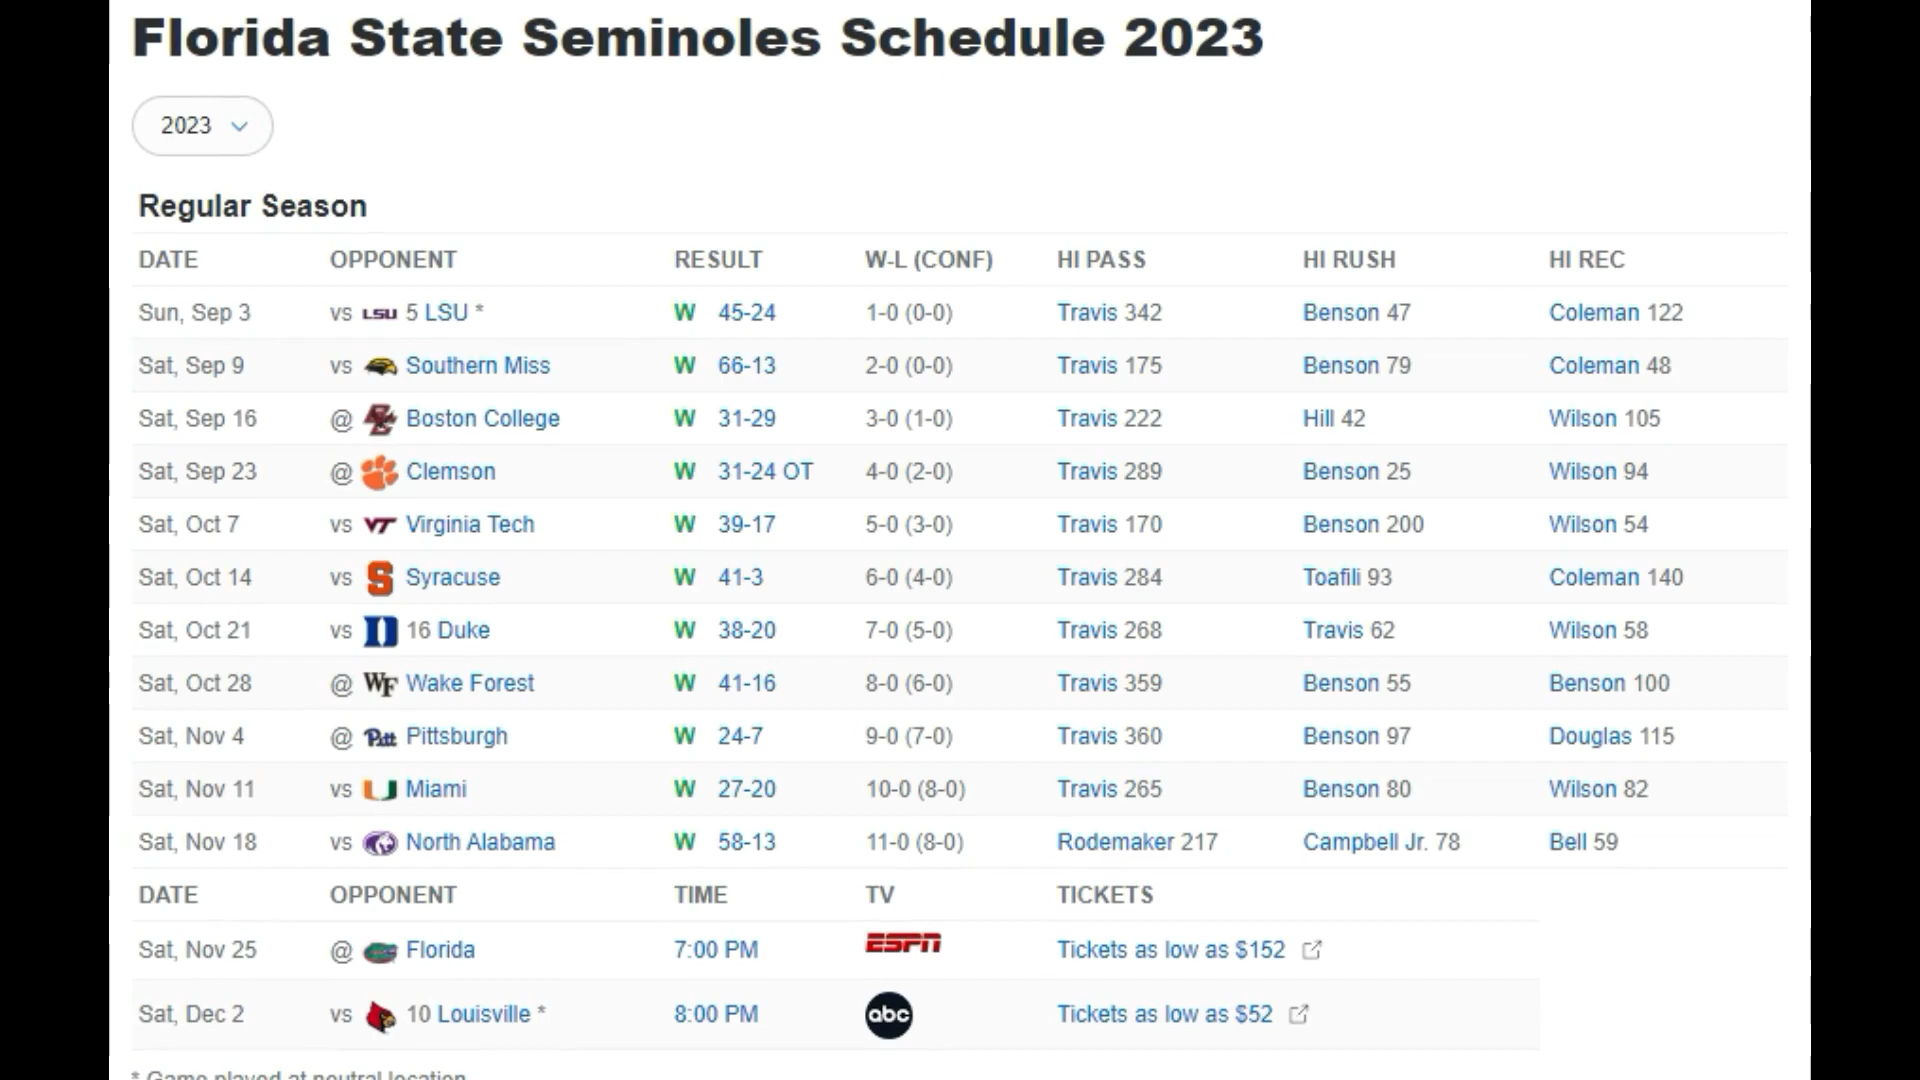 Florida State Seminoles Schedule 2023
2023
Regular Season
DATE OPPONENT RESULT W-L (CONF) HI PASS HI RUSH HI REC
Sun, Sep 3 vs LSU 5 LSU * W 45-24 1-0 (0-0) Travis 342 Benson 47 Coleman 122
Sat, Sep 9 vs Southern Miss W 66-13 2-0 (0-0) Travis 175 Benson 79 Coleman 48
Sat, Sep 16 @ BC Boston College W 31-29 3-0 (1-0) Travis 222 Hill 42 Wilson 105
Sat, Sep 23 @ Clemson W 31-24 OT 4-0 (2-0) Travis 289 Benson 25 Wilson 94
Sat, Oct 7 vs VT Virginia Tech W 39-17 5-0 (3-0) Travis 170 Benson 200 Wilson 54
Sat, Oct 14 vs S Syracuse W 41-3 6-0 (4-0) Travis 284 Toafili 93 Coleman 140
Sat, Oct 21 vs D 16 Duke W 38-20 7-0 (5-0) Travis 268 Travis 62 Wilson 58
Sat, Oct 28 @ WF Wake Forest W 41-16 8-0 (6-0) Travis 359 Benson 55 Benson 100
Sat, Nov 4 @ Pitt Pittsburgh W 24-7 9-0 (7-0) Travis 360 Benson 97 Douglas 115
Sat, Nov 11 vs U Miami W 27-20 10-0 (8-0) Travis 265 Benson 80 Wilson 82
Sat, Nov 18 vs North Alabama W 58-13 11-0 (8-0) Rodemaker 217 Campbell Jr. 78 Bell 59
DATE OPPONENT TIME TV TICKETS
Sat, Nov 25 @ Florida 7:00 PM ESPN Tickets as low as $152
Sat, Dec 2 vs 10 Louisville * 8:00 PM abc Tickets as low as $52
* Game played at neutral location